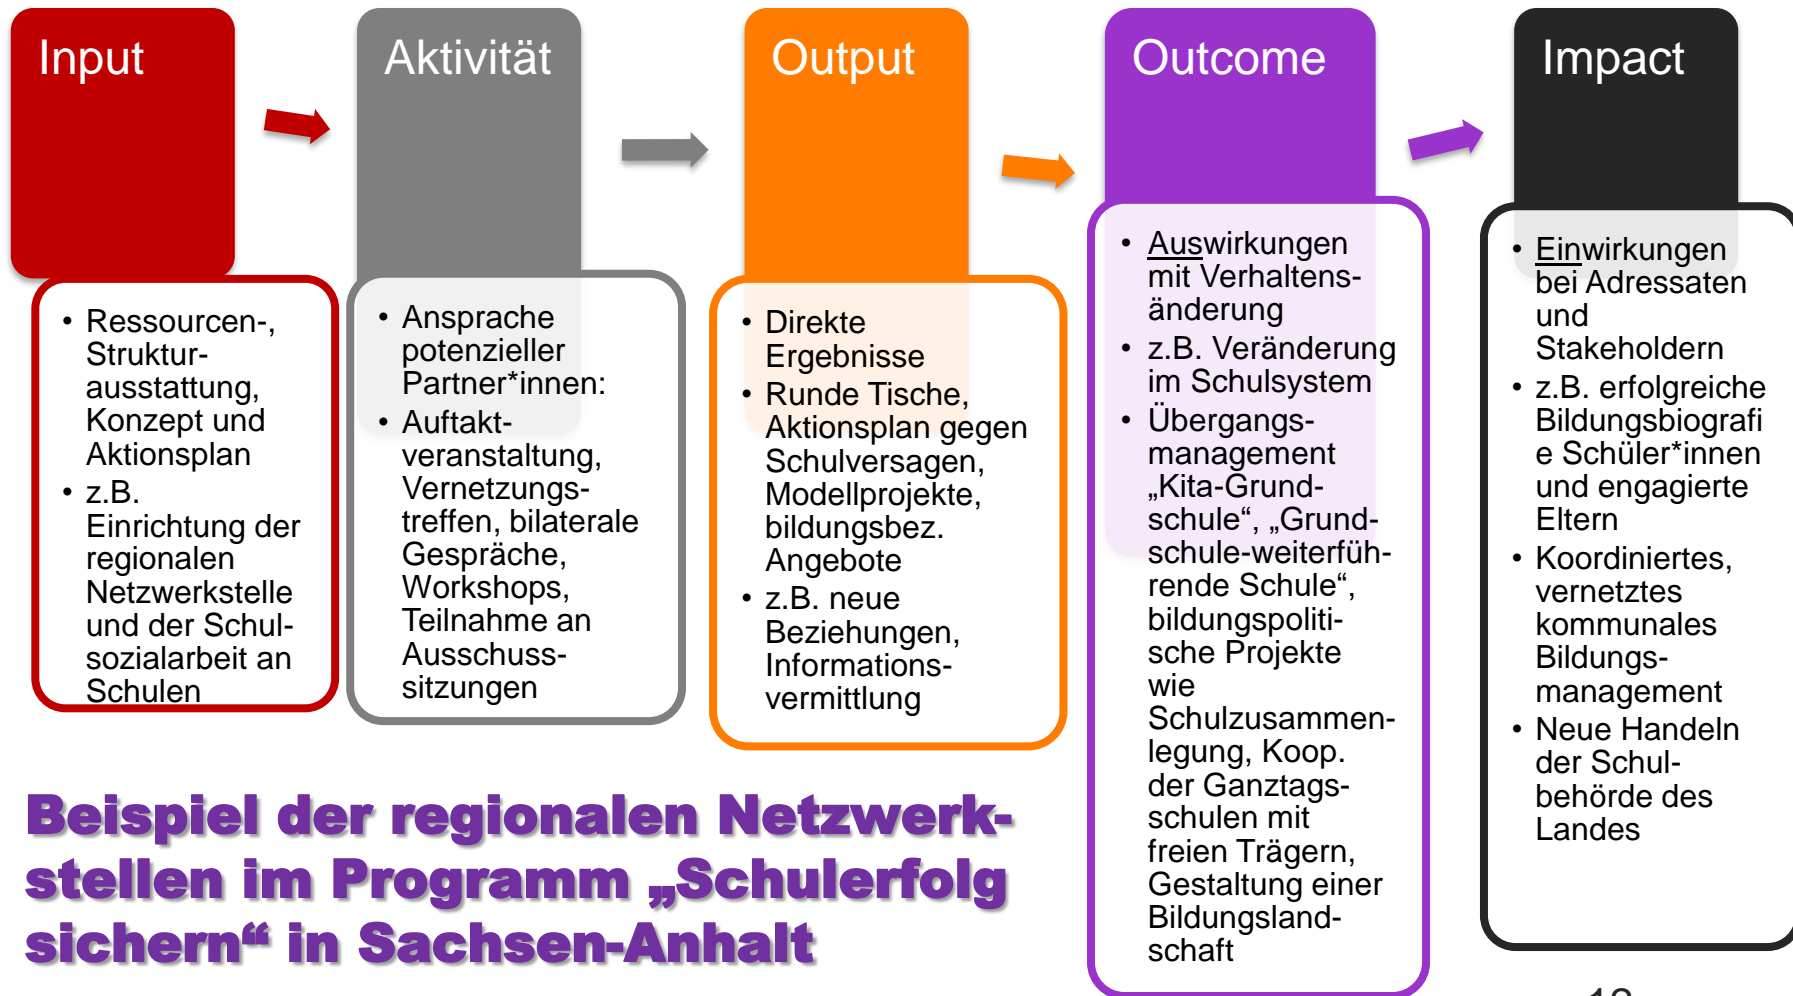 Input
Aktivität
Output
Outcome
Impact
• Ressourcen-,
Struktur-
ausstattung,
Konzept und
Aktionsplan
• z.B.
Einrichtung der
regionalen
Netzwerkstelle
und der Schul-
sozialarbeit an
Schulen
• Ansprache
potenzieller
Partner*innen:
• Auftakt-
veranstaltung,
Vernetzungs-
treffen, bilaterale
Gespräche,
Workshops,
Teilnahme an
Ausschuss-
sitzungen
• Direkte
Ergebnisse
• Runde Tische,
Aktionsplan gegen
Schulversagen,
Modellprojekte,
bildungsbez.
Angebote
• z.B. neue
Beziehungen,
Informations-
vermittlung
• Auswirkungen
mit Verhaltens-
änderung
• z.B. Veränderung
im Schulsystem
• Übergangs-
management
„Kita-Grund-
schule“, „Grund-
schule-weiterfüh-
rende Schule“,
bildungspoliti-
sche Projekte
wie
Schulzusammen-
legung, Koop.
der Ganztags-
schulen mit
freien Trägern,
Gestaltung einer
Bildungsland-
schaft
• Einwirkungen
bei Adressaten
und
Stakeholdern
• z.B. erfolgreiche
Bildungsbiografi
e Schüler*innen
und engagierte
Eltern
• Koordiniertes,
vernetztes
kommunales
Bildungs-
management
• Neue Handeln
der Schul-
behörde des
Landes
Beispiel der regionalen Netzwerk-
stellen im Programm „Schulerfolg
sichern“ in Sachsen-Anhalt